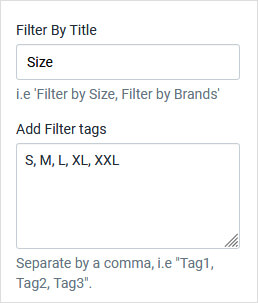 Filter By Title
Size
i.e 'Filter by Size, Filter by Brands'
Add Filter tags
S, M, L, XL, XXL
Separate by a comma, i.e "Tag1,
Tag2, Tag3".